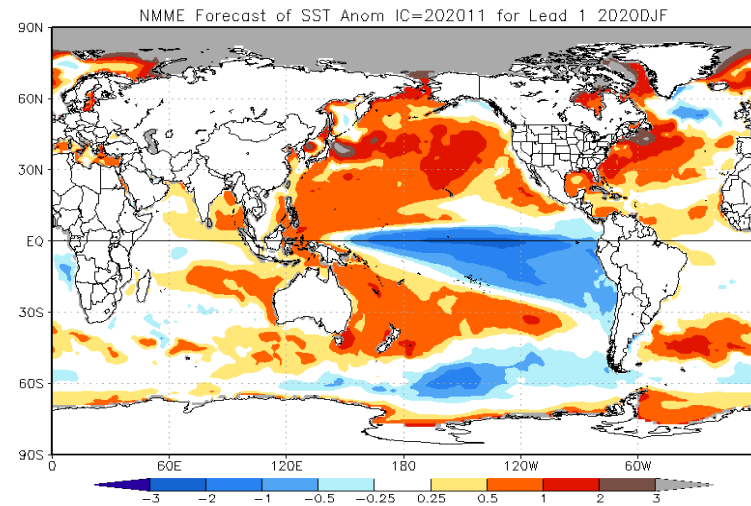 NMME Forecast of SST Anom IC=202011 for Lead 1 2020DJF
90N
60N
30N
EQ
30S
60S
90S
0 60E 120E 180 120W 60W
-3 -2 -1 -0.5 -0.25 0.25 0.5 1 2 3